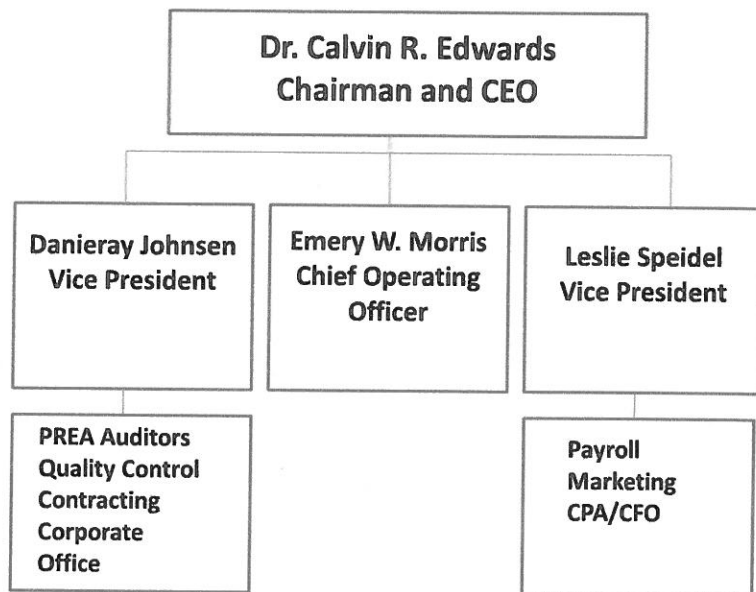 Dr. Calvin R. Edwards
Chairman and CEO
Danieray Johnsen
Vice President
Emery W. Morris
Chief Operating
Officer
Leslie Speidel
Vice President
PREA Auditors
Quality Control
Contracting
Corporate
Office
Payroll
Marketing
CPA/CFO